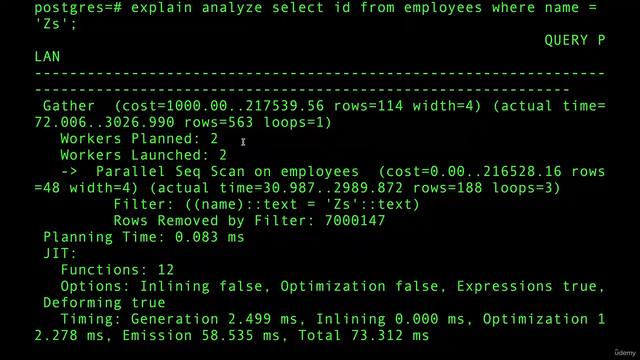 postgres=# explain analyze select id from employees where name =
'Zs';
QUERY P
LAN
-----------------------------------------------------------------
-------------------------------------------------------------
Gather  (cost=1000.00..217539.56 rows=114 width=4) (actual time=
72.006..3026.990 rows=563 loops=1)
Workers Planned: 2
Workers Launched: 2
->  Parallel Seq Scan on employees  (cost=0.00..216528.16 rows
=48 width=4) (actual time=30.987..2989.872 rows=188 loops=3)
Filter: ((name)::text = 'Zs'::text)
Rows Removed by Filter: 7000147
Planning Time: 0.083 ms
JIT:
Functions: 12
Options: Inlining false, Optimization false, Expressions true,
Deforming true
Timing: Generation 2.499 ms, Inlining 0.000 ms, Optimization 1
2.278 ms, Emission 58.535 ms, Total 73.312 ms
udemy